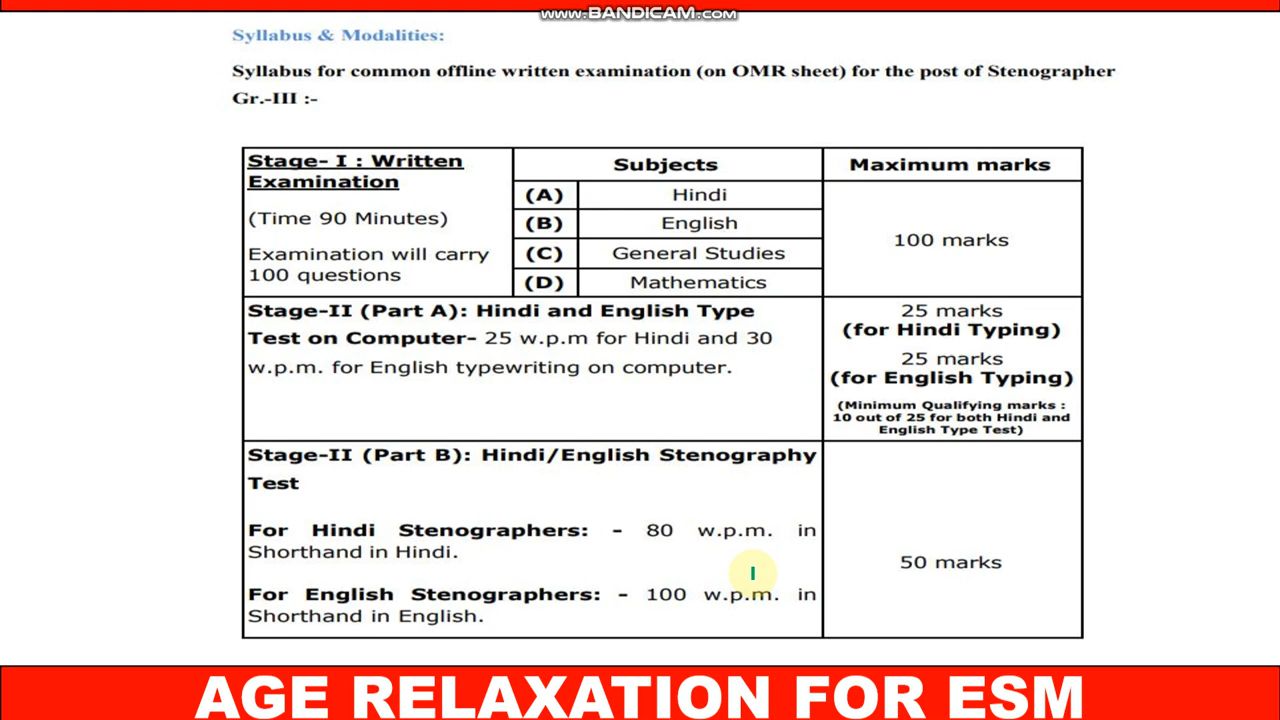 www.BANDICAM.com
Syllabus & Modalities:
Syllabus for common offline written examination (on OMR sheet) for the post of Stenographer
Gr.-III :-
Stage- I : Written
Examination
(Time 90 Minutes)
Examination will carry
100 questions
Subjects
Maximum marks
(A) Hindi
(B) English
(C) General Studies
(D) Mathematics
100 marks
Stage-II (Part A): Hindi and English Type
Test on Computer- 25 w.p.m for Hindi and 30
w.p.m. for English typewriting on computer.
25 marks
(for Hindi Typing)
25 marks
(for English Typing)
(Minimum Qualifying marks :
10 out of 25 for both Hindi and
English Type Test)
Stage-II (Part B): Hindi/English Stenography
Test
For Hindi Stenographers: - 80 w.p.m. in
Shorthand in Hindi.
For English Stenographers: - 100 w.p.m. in
Shorthand in English.
50 marks
AGE RELAXATION FOR ESM